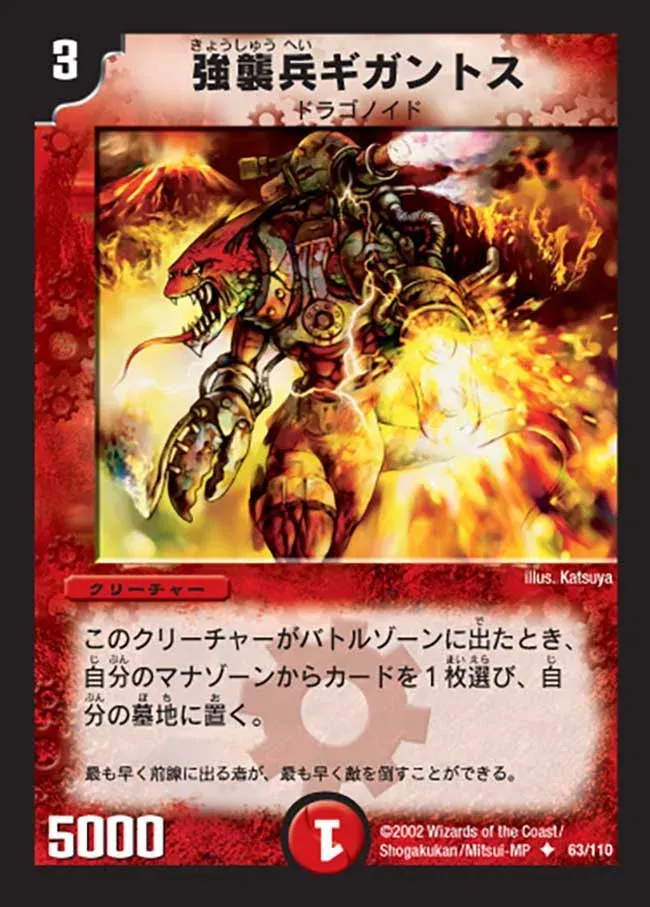 3
きょうしゅう へい
強襲兵ギガントス
ドラゴノイド
illus. Katsuya
クリーチャー
このクリーチャーがバトルゾーンに出たとき、
自分のマナゾーンからカードを1枚選び、自
分の墓地に置く。
最も早く前線に出る者が、最も早く敵を倒すことができる。
5000
1
©2002 Wizards of the Coast/
Shogakukan/Mitsui-MP 63/110